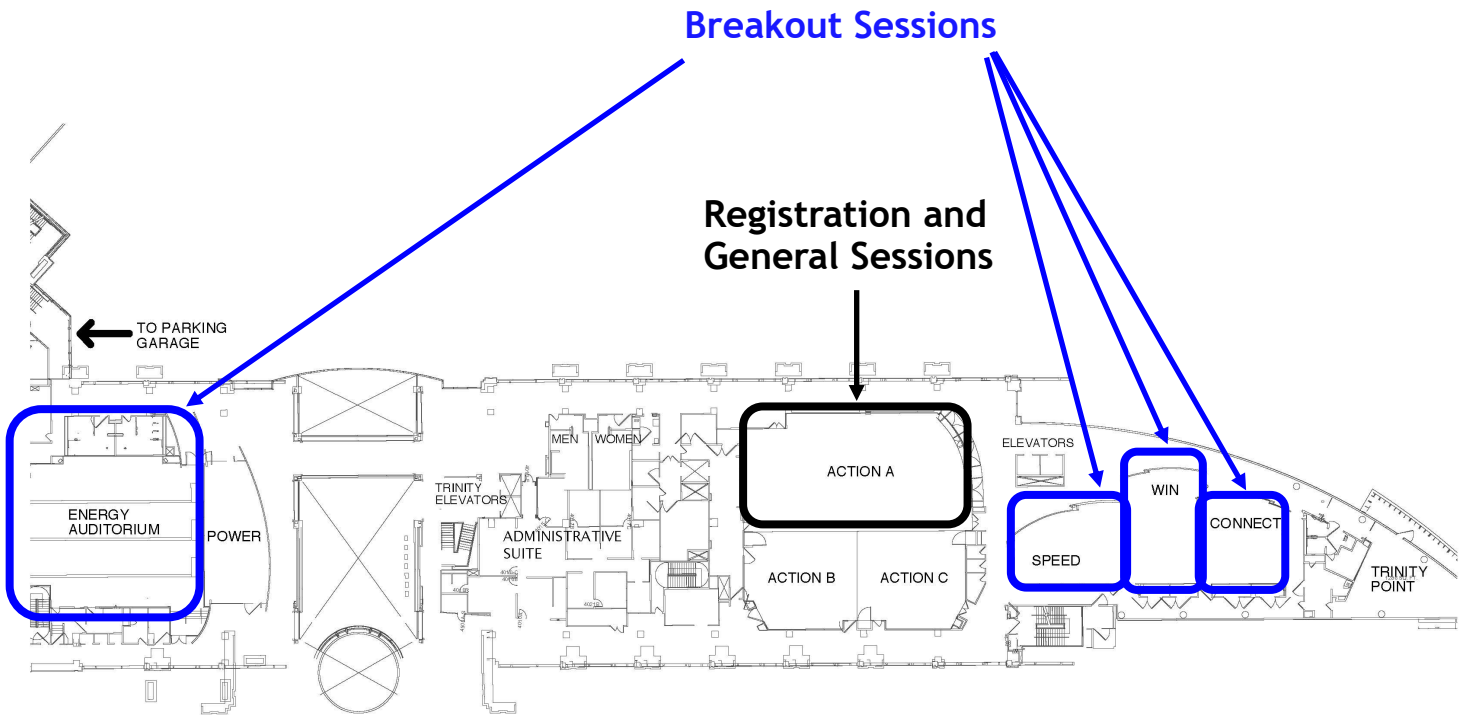 Breakout Sessions
Registration and
General Sessions
TO PARKING
GARAGE
MEN
WOMEN
ELEVATORS
ACTION A
WIN
TRINITY
ELEVATORS
ENERGY
AUDITORIUM
POWER
ADMINISTRATIVE
SUITE
CONNECT
SPEED
ACTION B
ACTION C
TRINITY
POINT